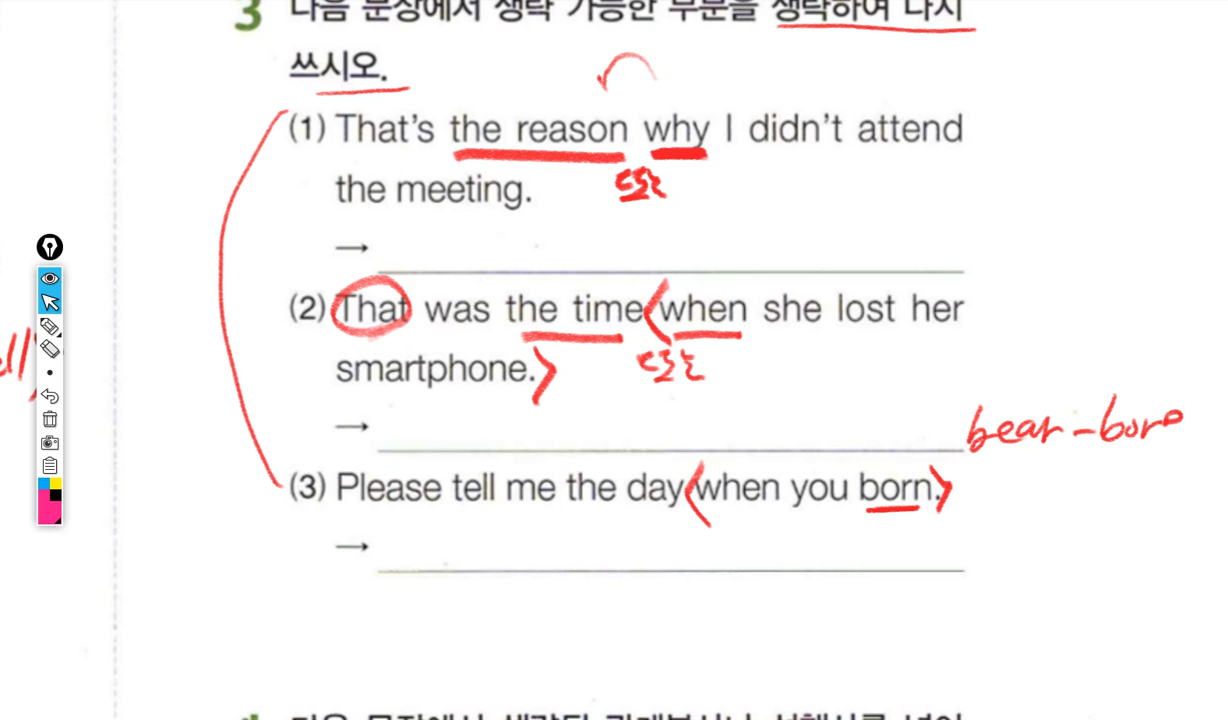 3 다음 문장에서 생략 가능한 부분을 생략하여 다시
쓰시오.
(1) That's the reason why I didn't attend
또는
the meeting.
→
(2) That was the time when she lost her
또는
smartphone.
→
bear - bore
(3) Please tell me the day when you born.
→